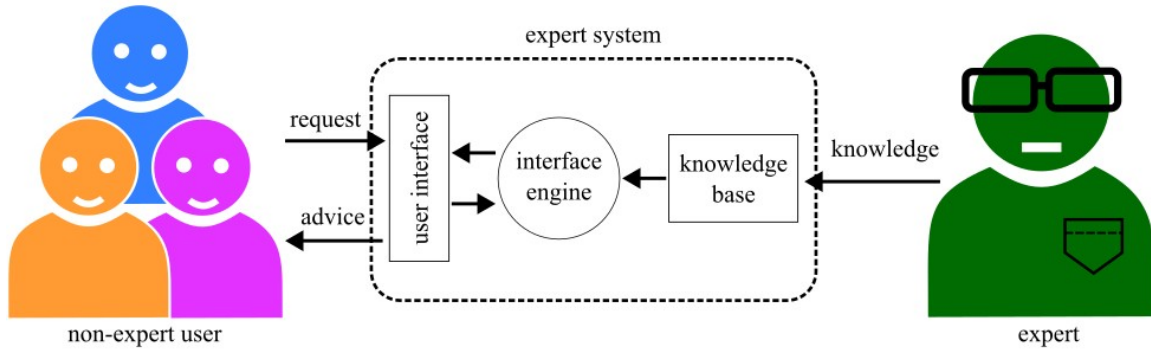 expert system
request
advice
user interface
interface
engine
knowledge
base
knowledge
non-expert user
expert